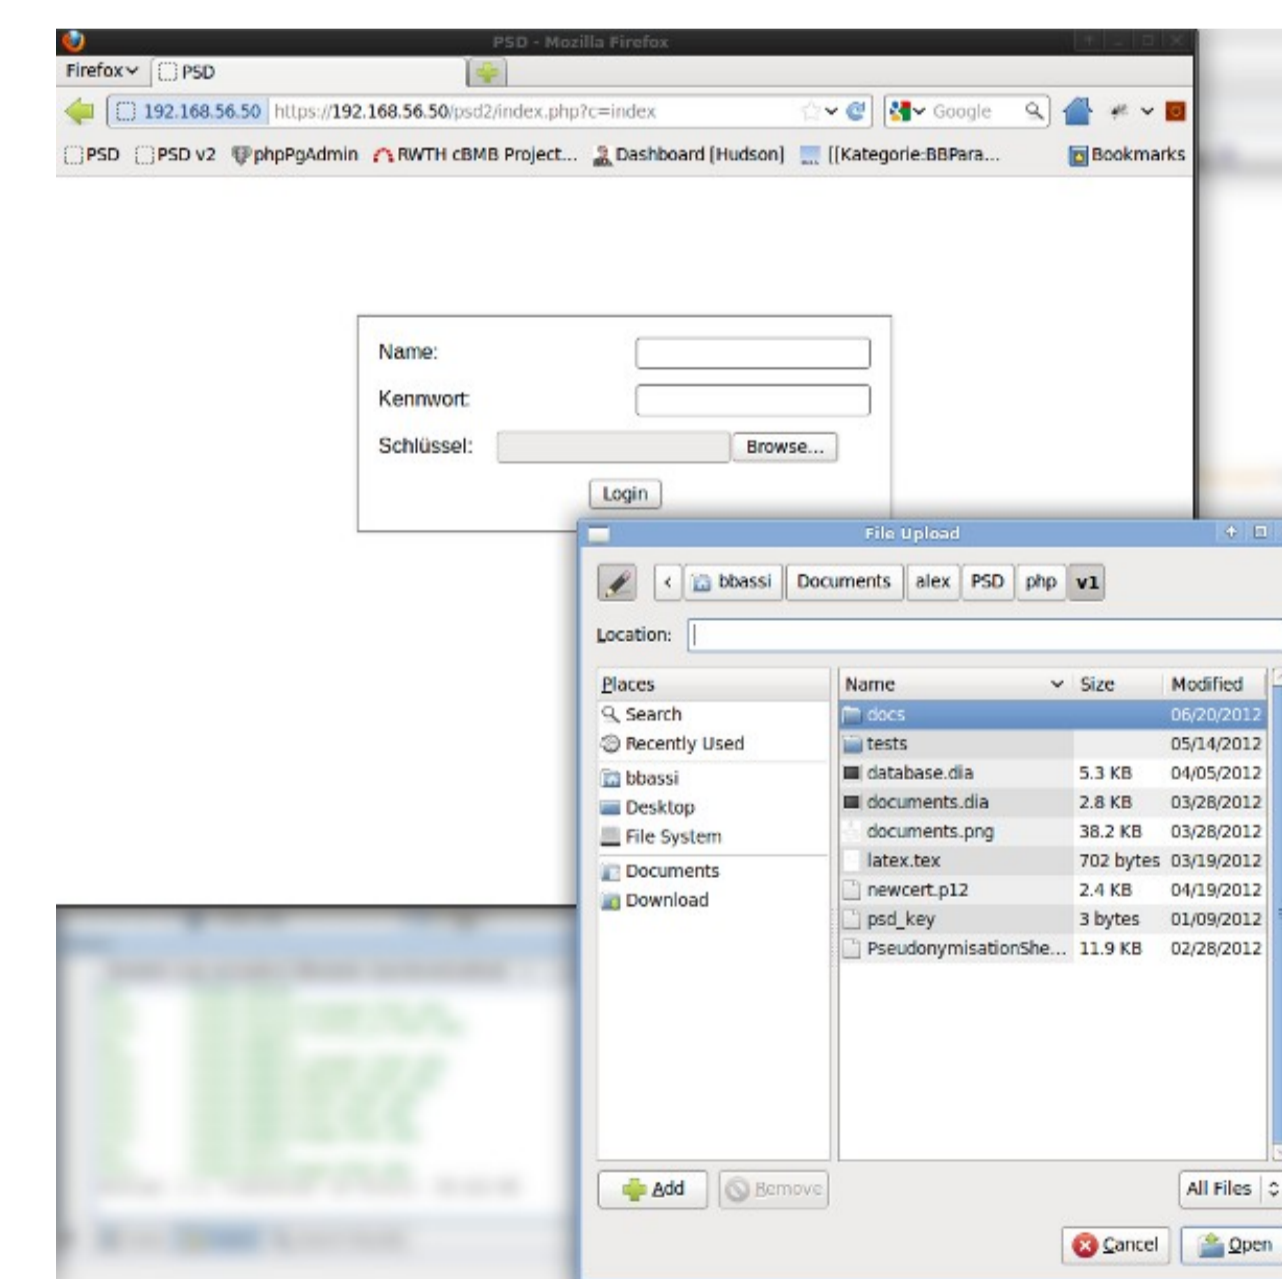 PSD - Mozilla Firefox
Firefox PSD
192.168.56.50 https://192.168.56.50/psd2/index.php?c=index Google
PSD PSD v2 phpPgAdmin RWTH cBMB Project... Dashboard [Hudson] [[Kategorie:BBPara... Bookmarks
Name:
Kennwort:
Schlüssel: Browse...
Login
File Upload
bbassi Documents alex PSD php v1
Location:
Places
Search
Recently Used
bbassi
Desktop
File System
Documents
Download
Name Size Modified
docs 06/20/2012
tests 05/14/2012
database.dia 5.3 KB 04/05/2012
documents.dia 2.8 KB 03/28/2012
documents.png 38.2 KB 03/28/2012
latex.tex 702 bytes 03/19/2012
newcert.p12 2.4 KB 04/19/2012
psd_key 3 bytes 01/09/2012
PseudonymisationShe... 11.9 KB 02/28/2012
Add Remove
All Files
Cancel Open